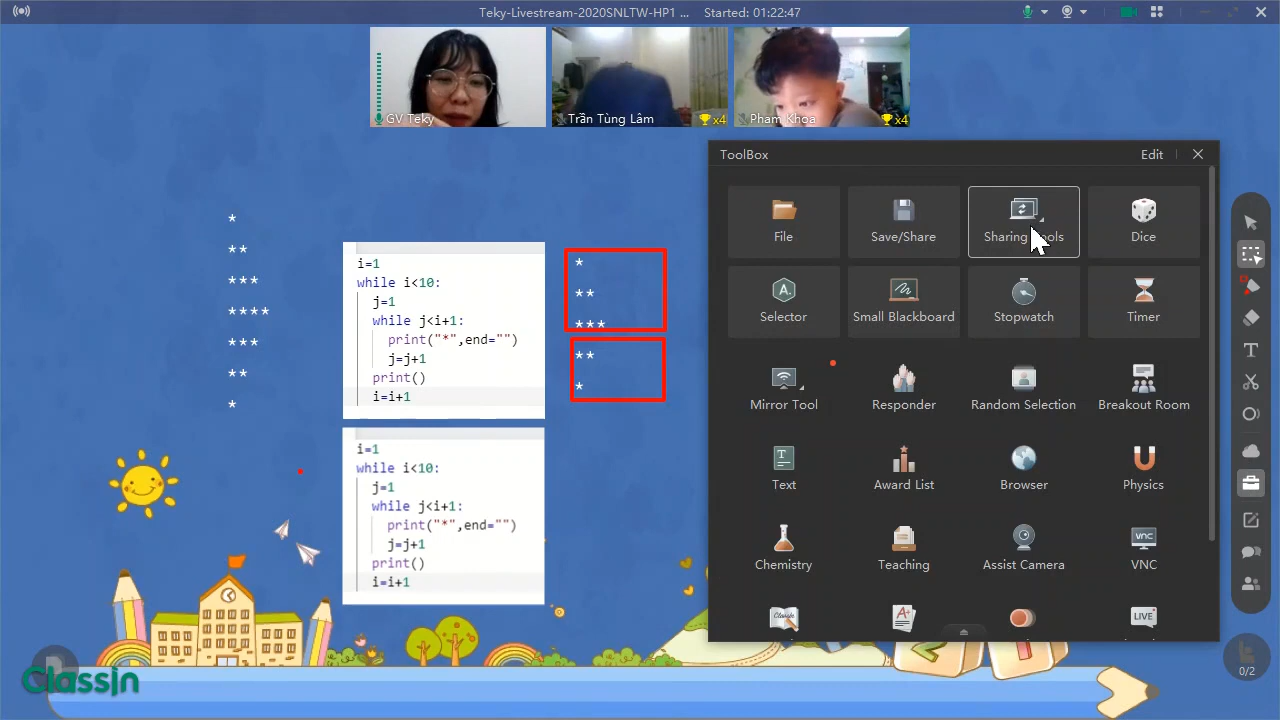 Teky-Livestream-2020SNLTW-HP1 ... Started: 01:22:47
GV Teky
Trần Tùng Lâm
x4
Pham Khoa
x4
ToolBox
Edit
File
Save/Share
Sharing Tools
Dice
Selector
Small Blackboard
Stopwatch
Timer
Mirror Tool
Responder
Random Selection
Breakout Room
Text
Award List
Browser
Physics
Chemistry
Teaching
Assist Camera
VNC
LIVE
*
**
***
****
***
**
*
i=1
while i<10:
j=1
while j<i+1:
print("*",end="")
j=j+1
print()
i=i+1
*
**
***
**
*
i=1
while i<10:
j=1
while j<i+1:
print("*",end="")
j=j+1
print()
i=i+1
0/2
ClassIn